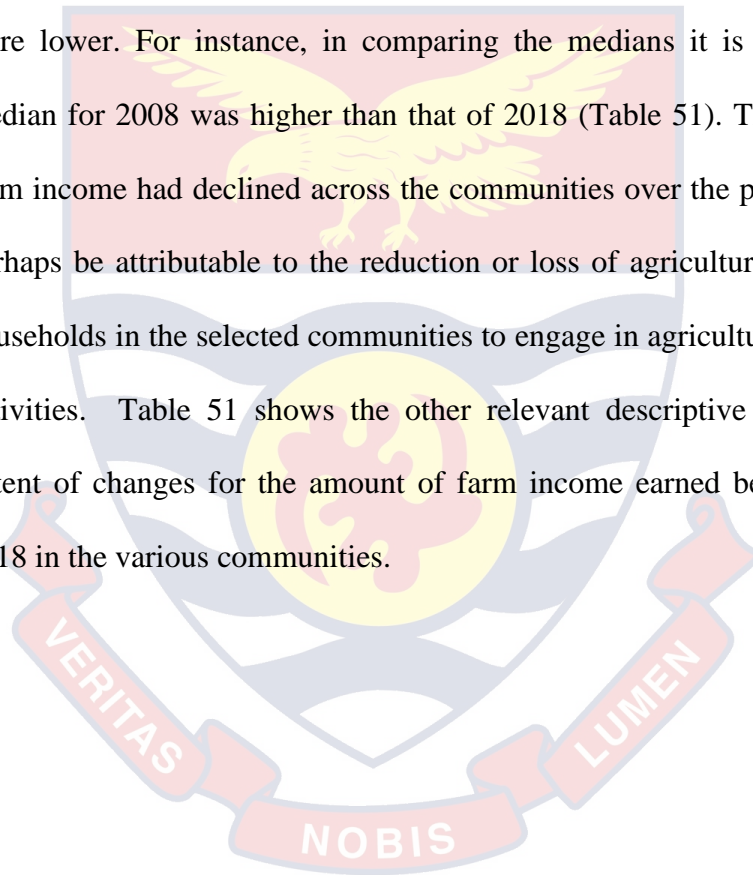 re lower. For instance, in comparing the medians it is
edian for 2008 was higher than that of 2018 (Table 51). T
m income had declined across the communities over the p
rhaps be attributable to the reduction or loss of agricultur
useholds in the selected communities to engage in agricultu
tivities. Table 51 shows the other relevant descriptive
tent of changes for the amount of farm income earned be
18 in the various communities.
VERITAS
NOBIS
LUMEN